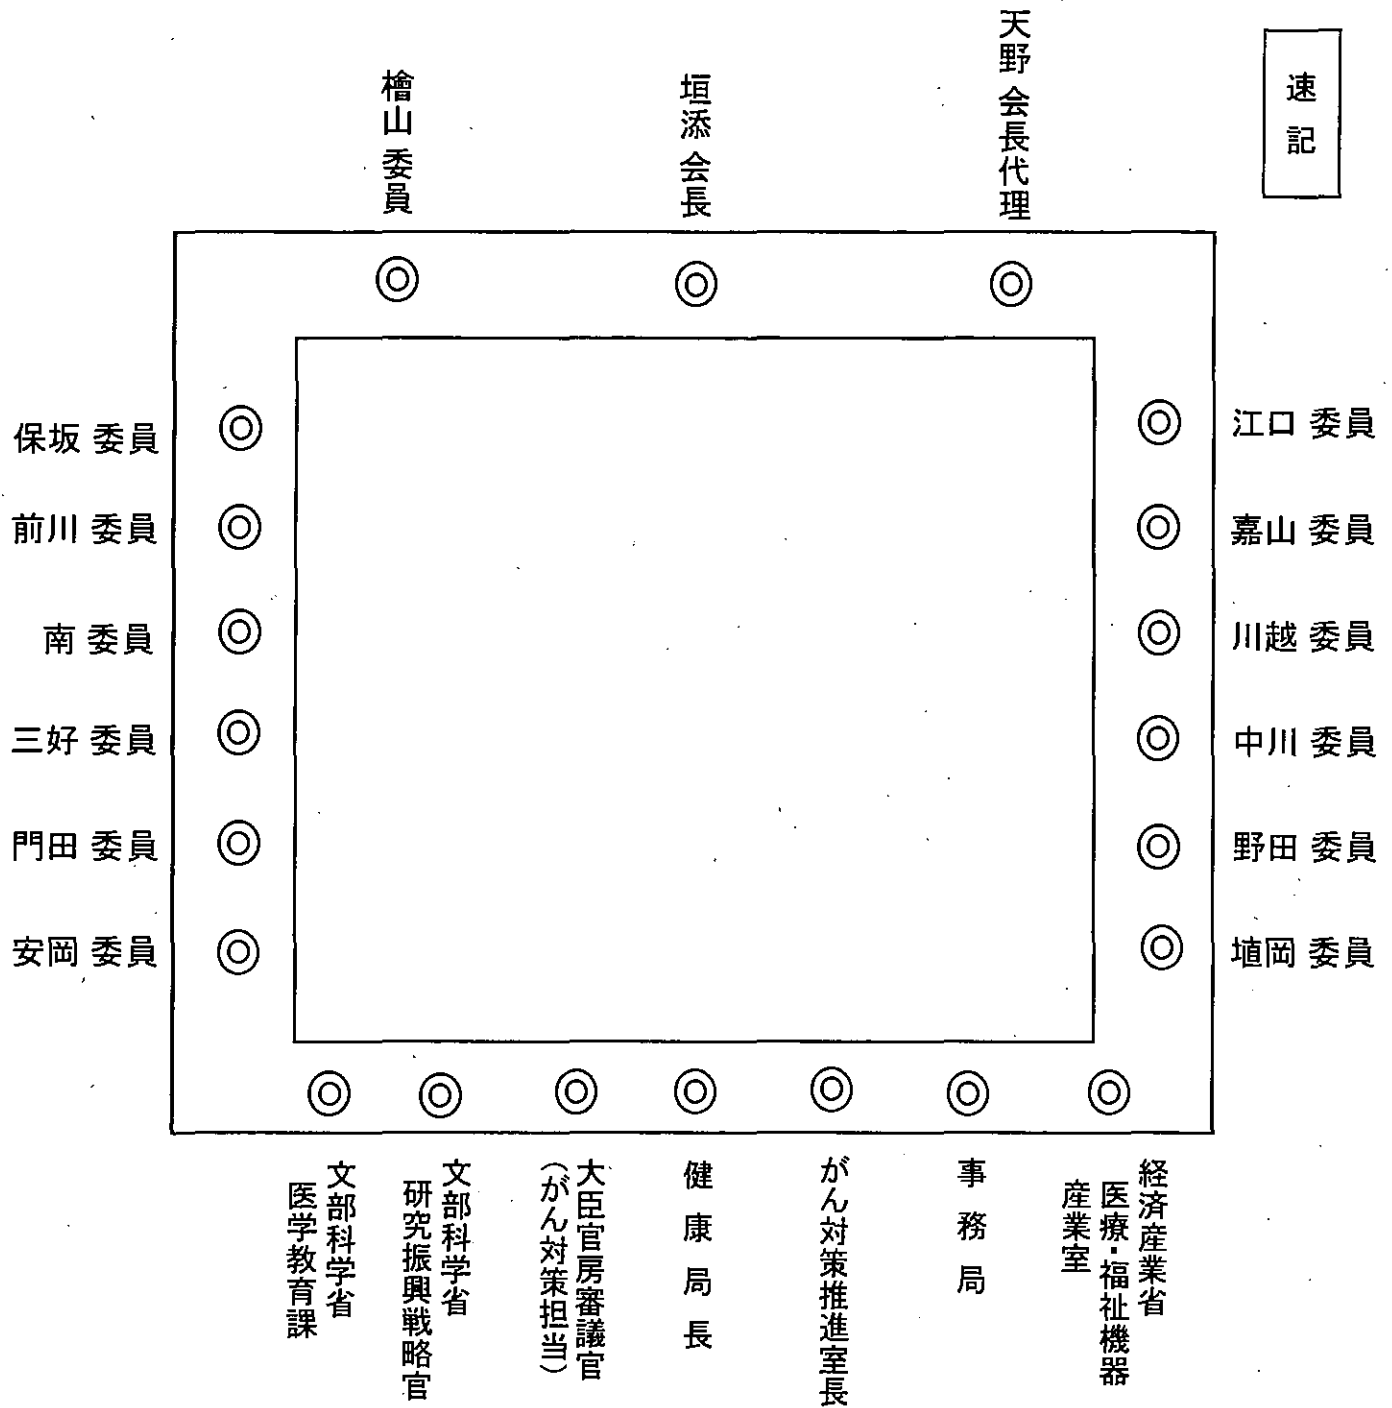 天野 会長代理
垣添 会長
檜山 委員
速記
保坂 委員
前川 委員
南 委員
三好 委員
門田 委員
安岡 委員
江口 委員
嘉山 委員
川越 委員
中川 委員
野田 委員
埴岡 委員
経済産業省
医療・福祉機器
産業室
事務局
がん対策推進室長
健康局長
大臣官房審議官
(がん対策担当)
文部科学省
研究振興戦略官
文部科学省
医学教育課